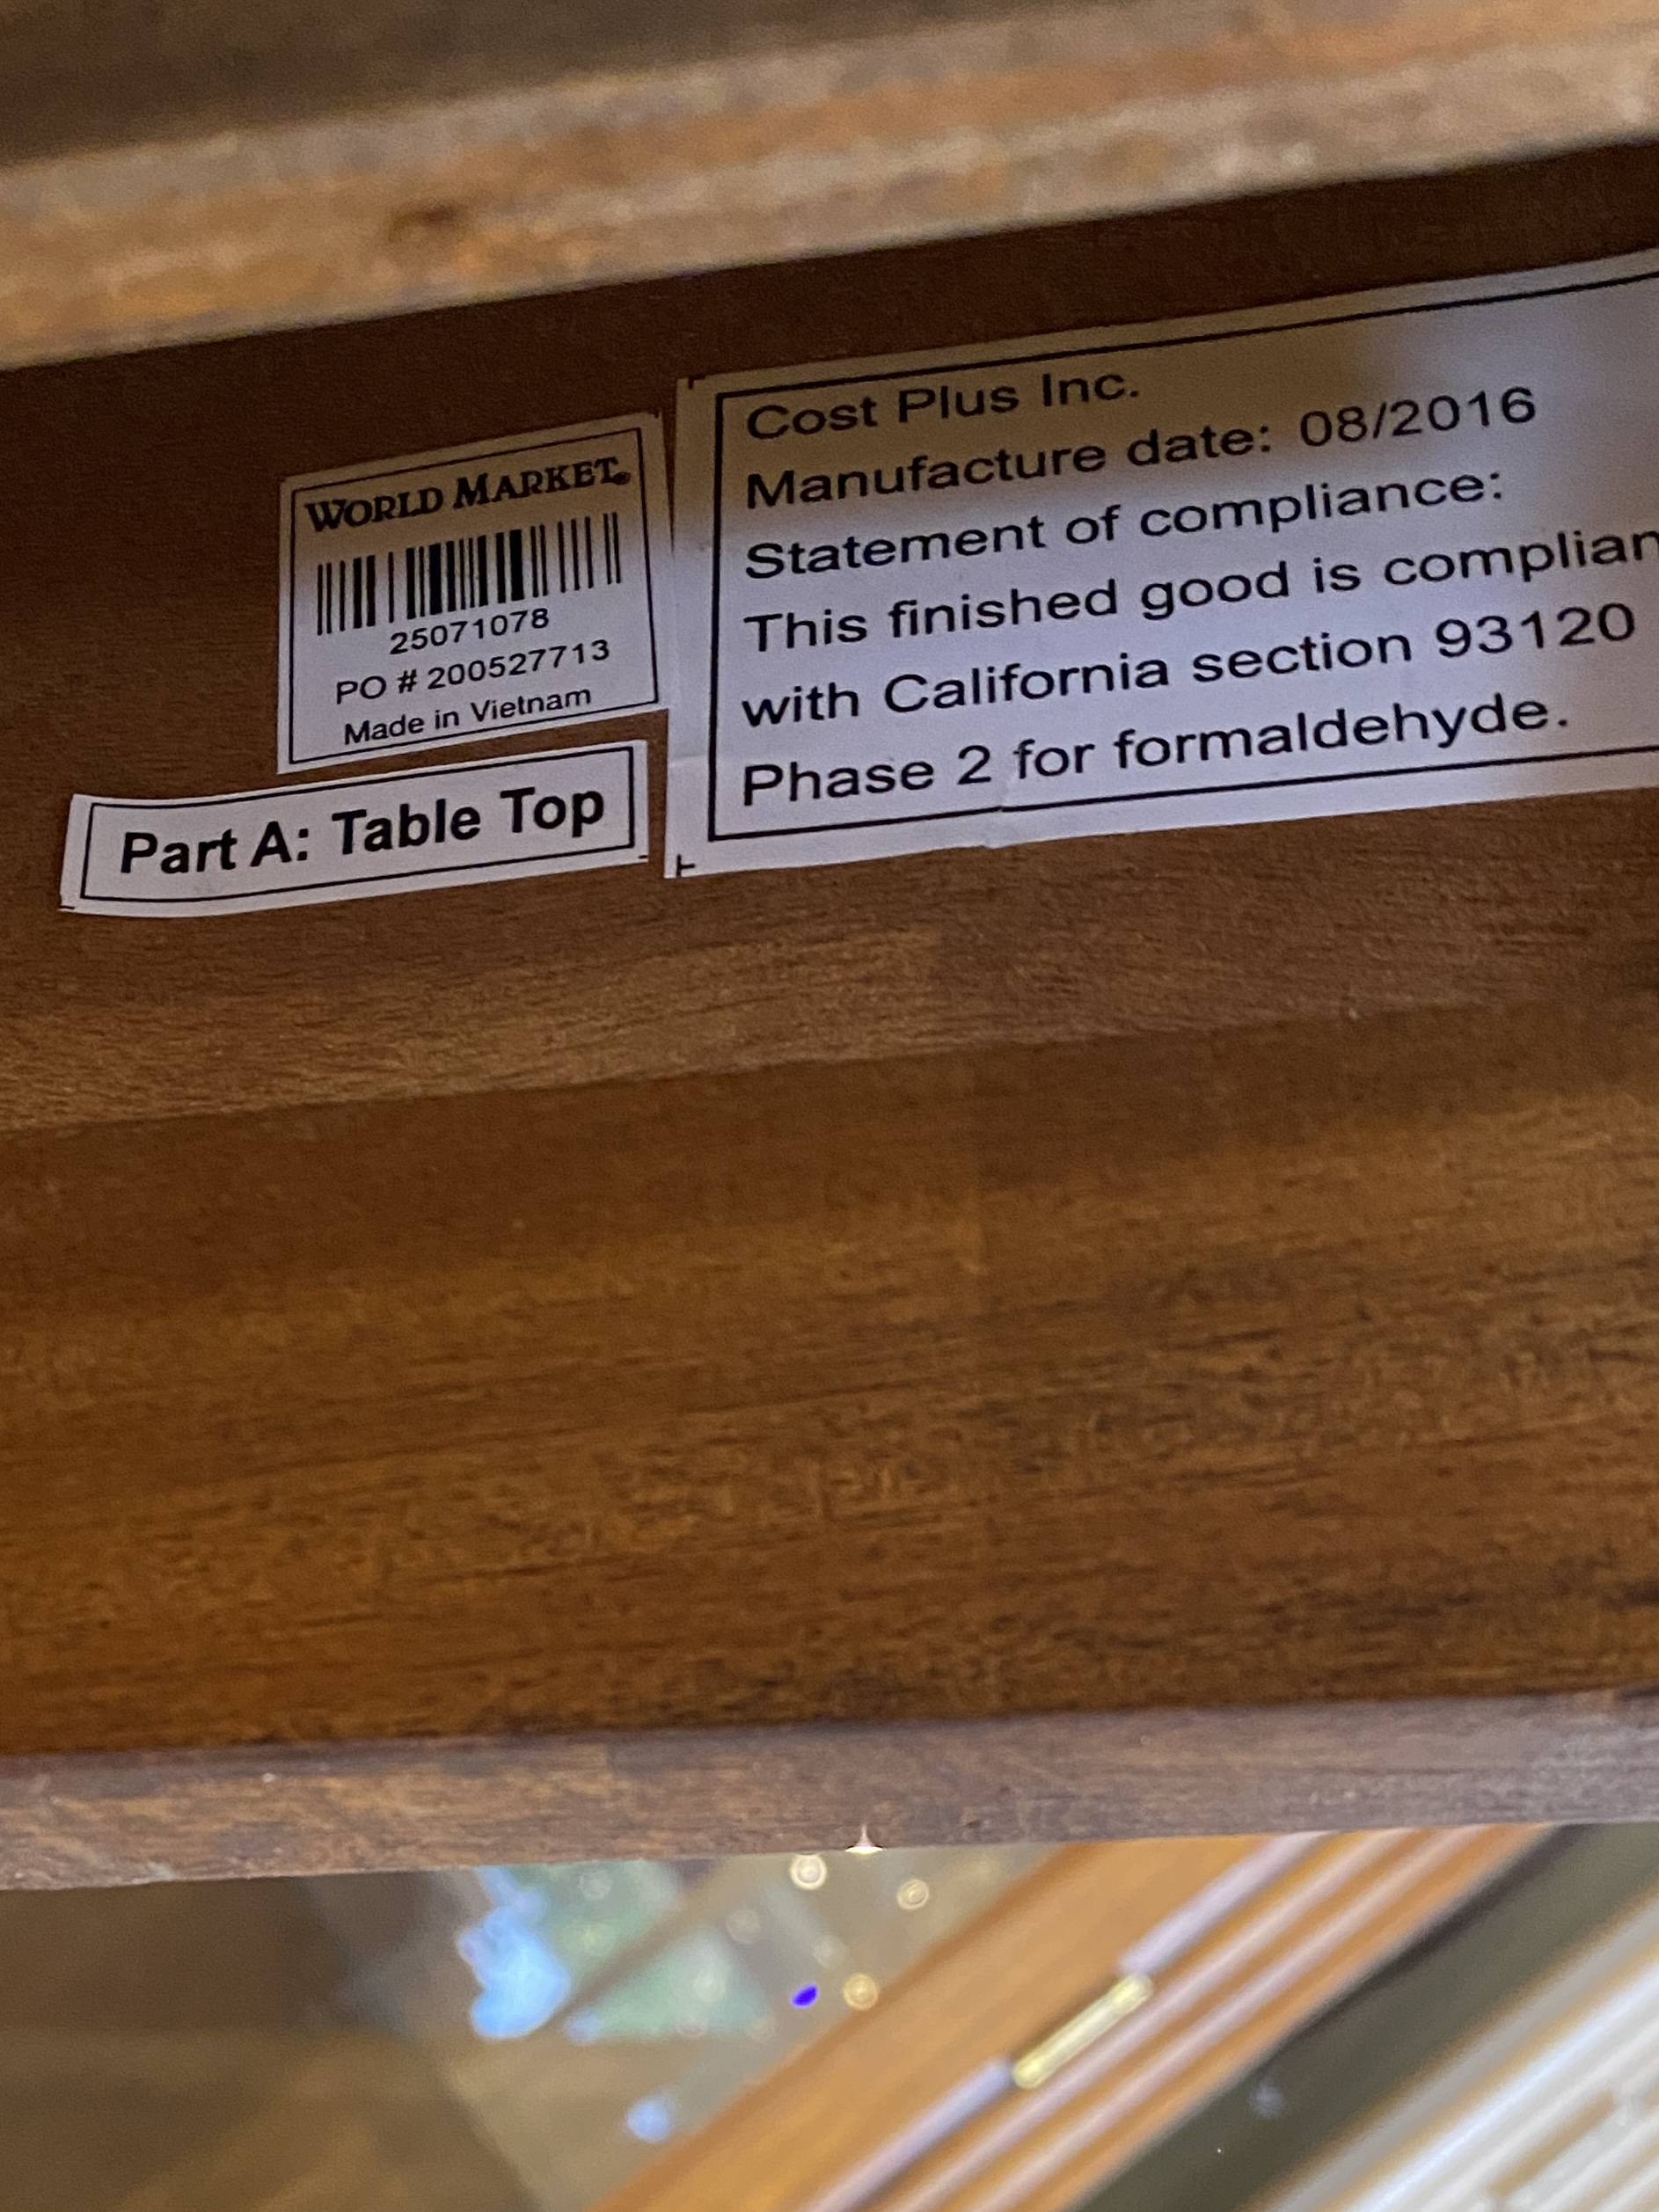 WORLD MARKET®
25071078
PO # 200527713
Made in Vietnam
Part A: Table Top
Cost Plus Inc.
Manufacture date: 08/2016
Statement of compliance:
This finished good is complian
with California section 93120
Phase 2 for formaldehyde.